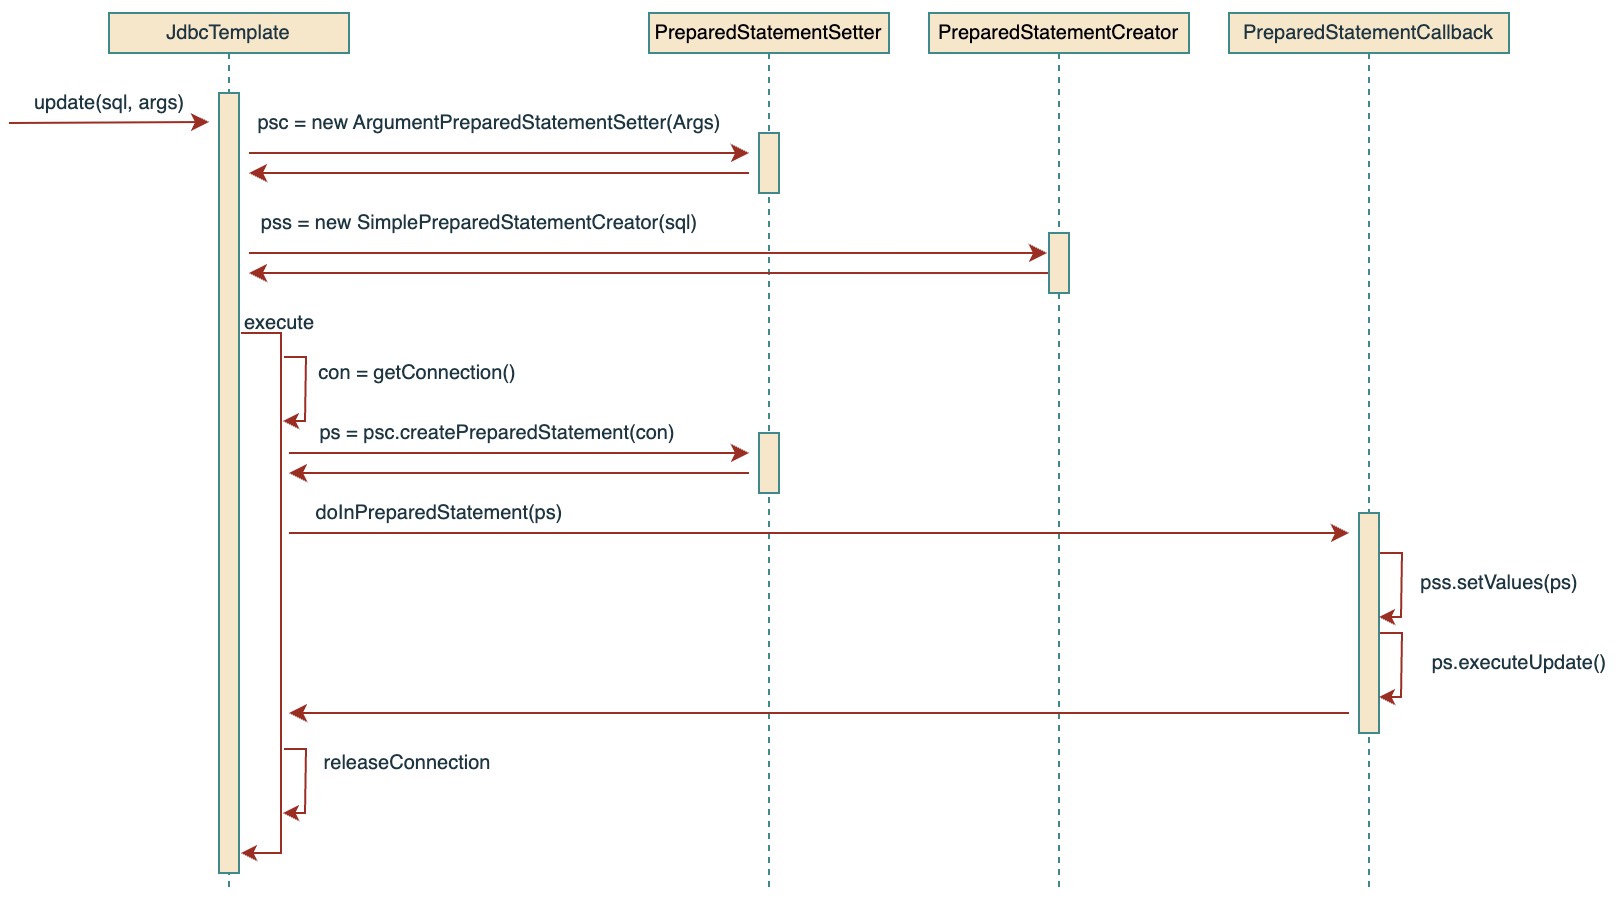 JdbcTemplate
PreparedStatementSetter
PreparedStatementCreator
PreparedStatementCallback
update(sql, args)
psc = new ArgumentPreparedStatementSetter(Args)
pss = new SimplePreparedStatementCreator(sql)
execute
con = getConnection()
ps = psc.createPreparedStatement(con)
doInPreparedStatement(ps)
pss.setValues(ps)
ps.executeUpdate()
releaseConnection